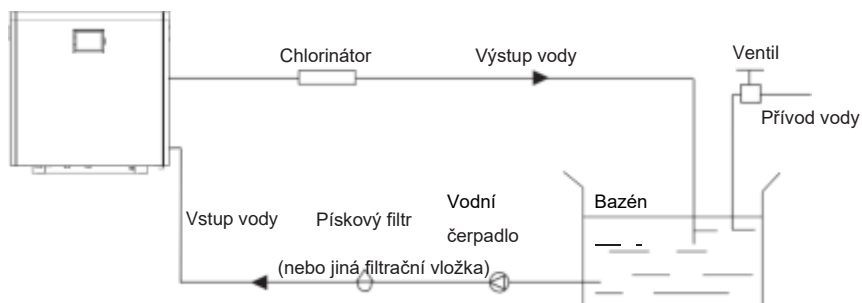 Chlorinátor
Výstup vody
Ventil
Přívod vody
Vstup vody
Pískový filtr
(nebo jiná filtrační vložka)
Vodní
čerpadlo
Bazén